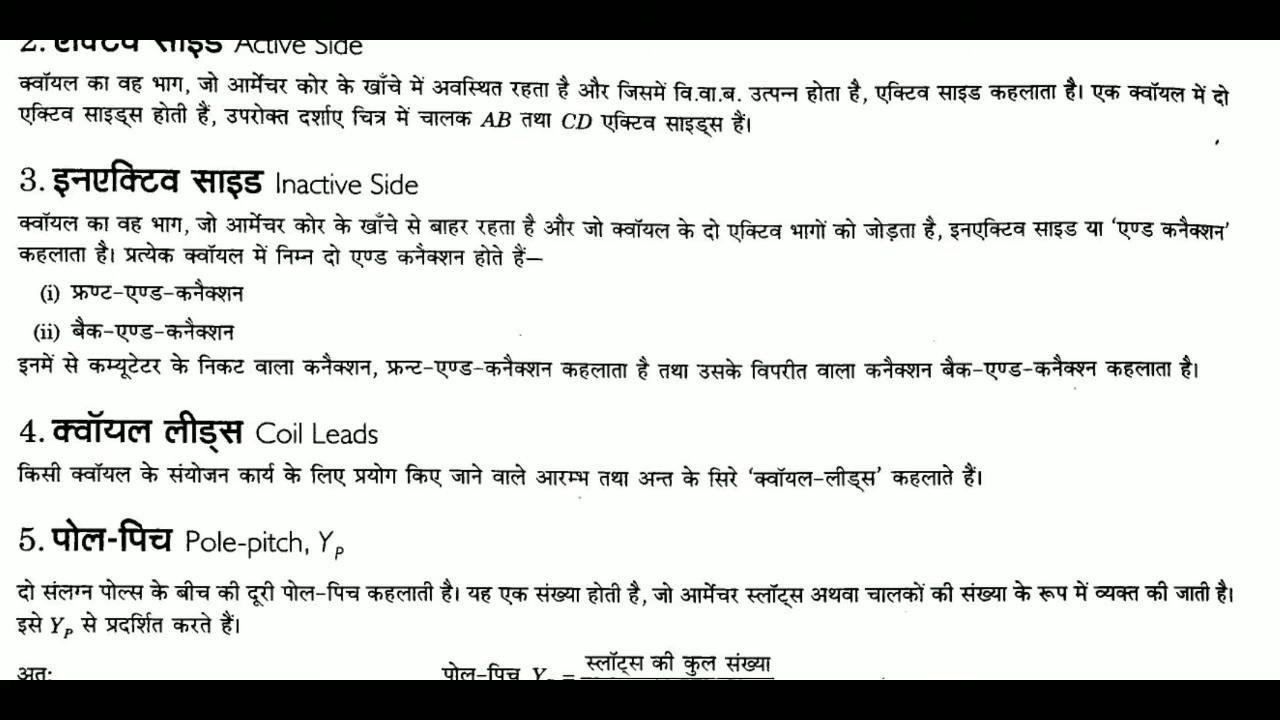 2. एक्टिव साइड Active Side
क्वॉयल का वह भाग, जो आर्मेचर कोर के खाँचे में अवस्थित रहता है और जिसमें वि.वा.ब. उत्पन्न होता है, एक्टिव साइड कहलाता है। एक क्वॉयल में दो
एक्टिव साइड्स होती हैं, उपरोक्त दर्शाए चित्र में चालक AB तथा CD एक्टिव साइड्स हैं।
3. इनएक्टिव साइड Inactive Side
क्वॉयल का वह भाग, जो आर्मेचर कोर के खाँचे से बाहर रहता है और जो क्वॉयल के दो एक्टिव भागों को जोड़ता है, इनएक्टिव साइड या ‘एण्ड कनैक्शन’
कहलाता है। प्रत्येक क्वॉयल में निम्न दो एण्ड कनैक्शन होते हैं—
(i) फ्रण्ट-एण्ड-कनैक्शन
(ii) बैक-एण्ड-कनैक्शन
इनमें से कम्यूटेटर के निकट वाला कनैक्शन, फ्रन्ट-एण्ड-कनैक्शन कहलाता है तथा उसके विपरीत वाला कनैक्शन बैक-एण्ड-कनैक्श्न कहलाता है।
4. क्वॉयल लीड्स Coil Leads
किसी क्वॉयल के संयोजन कार्य के लिए प्रयोग किए जाने वाले आरम्भ तथा अन्त के सिरे ‘क्वॉयल-लीड्स’ कहलाते हैं।
5. पोल-पिच Pole-pitch, Y_P
दो संलग्न पोल्स के बीच की दूरी पोल-पिच कहलाती है। यह एक संख्या होती है, जो आर्मेचर स्लॉट्स अथवा चालकों की संख्या के रूप में व्यक्त की जाती है।
इसे Y_P से प्रदर्शित करते हैं।
स्लॉट्स की कुल संख्या
अतः पोल-पिच Y_P =